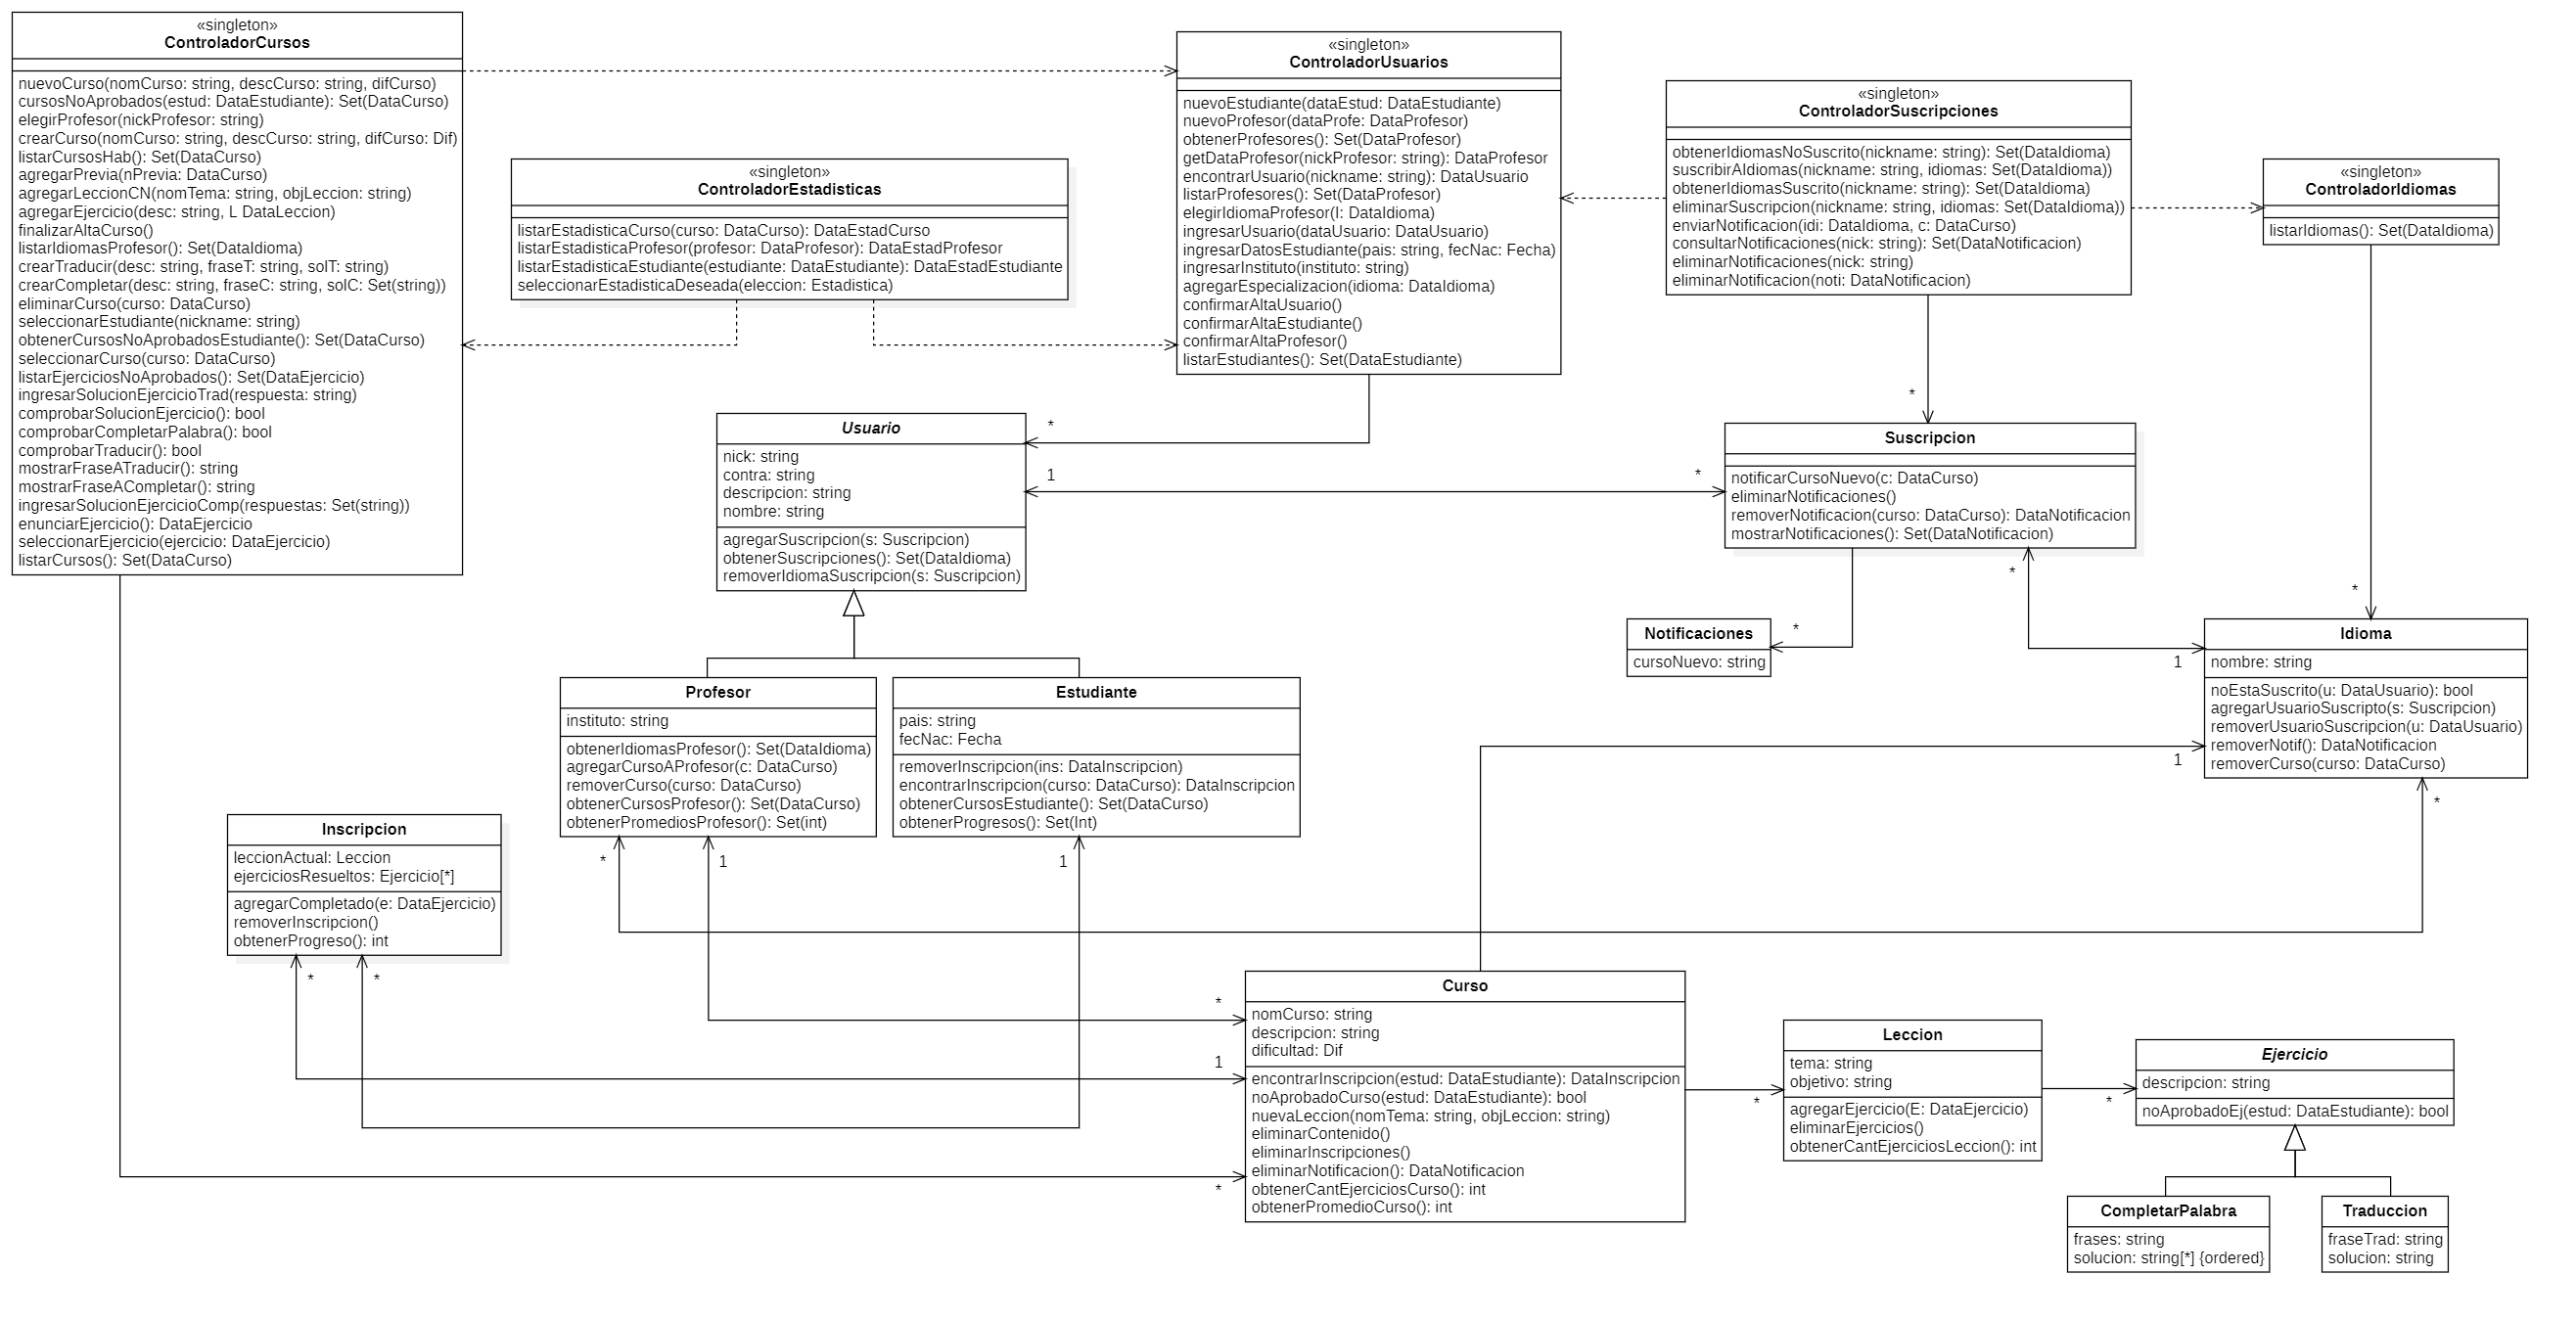 «singleton»
ControladorCursos
nuevoCurso(nomCurso: string, descCurso: string, difCurso)
cursosNoAprobados(estud: DataEstudiante): Set(DataCurso)
elegirProfesor(nickProfesor: string)
crearCurso(nomCurso: string, descCurso: string, difCurso: Dif)
listarCursosHab(): Set(DataCurso)
agregarPrevia(nPrevia: DataCurso)
agregarLeccionCN(nomTema: string, objLeccion: string)
agregarEjercicio(desc: string, L DataLeccion)
finalizarAltaCurso()
listarIdiomasProfesor(): Set(DataIdioma)
crearTraducir(desc: string, fraseT: string, solT: string)
crearCompletar(desc: string, fraseC: string, solC: Set(string))
eliminarCurso(curso: DataCurso)
seleccionarEstudiante(nickname: string)
obtenerCursosNoAprobadosEstudiante(): Set(DataCurso)
seleccionarCurso(curso: DataCurso)
listarEjerciciosNoAprobados(): Set(DataEjercicio)
ingresarSolucionEjercicioTrad(respuesta: string)
comprobarSolucionEjercicio(): bool
comprobarCompletarPalabra(): bool
comprobarTraducir(): bool
mostrarFraseATraducir(): string
mostrarFraseACompletar(): string
ingresarSolucionEjercicioComp(respuestas: Set(string))
enunciarEjercicio(): DataEjercicio
seleccionarEjercicio(ejercicio: DataEjercicio)
listarCursos(): Set(DataCurso)
«singleton»
ControladorEstadisticas
listarEstadisticaCurso(curso: DataCurso): DataEstadCurso
listarEstadisticaProfesor(profesor: DataProfesor): DataEstadProfesor
listarEstadisticaEstudiante(estudiante: DataEstudiante): DataEstadEstudiante
seleccionarEstadisticaDeseada(eleccion: Estadistica)
«singleton»
ControladorUsuarios
nuevoEstudiante(dataEstud: DataEstudiante)
nuevoProfesor(dataProfe: DataProfesor)
obtenerProfesores(): Set(DataProfesor)
getDataProfesor(nickProfesor: string): DataProfesor
encontrarUsuario(nickname: string): DataUsuario
listarProfesores(): Set(DataProfesor)
elegirIdiomaProfesor(I: DataIdioma)
ingresarUsuario(dataUsuario: DataUsuario)
ingresarDatosEstudiante(pais: string, fecNac: Fecha)
ingresarInstituto(instituto: string)
agregarEspecializacion(idioma: DataIdioma)
confirmarAltaUsuario()
confirmarAltaEstudiante()
confirmarAltaProfesor()
listarEstudiantes(): Set(DataEstudiante)
«singleton»
ControladorSuscripciones
obtenerIdiomasNoSuscrito(nickname: string): Set(DataIdioma)
suscribirAIdiomas(nickname: string, idiomas: Set(DataIdioma))
obtenerIdiomasSuscrito(nickname: string): Set(DataIdioma)
eliminarSuscripcion(nickname: string, idiomas: Set(DataIdioma))
enviarNotificacion(idi: DataIdioma, c: DataCurso)
consultarNotificaciones(nick: string): Set(DataNotificacion)
eliminarNotificaciones(nick: string)
eliminarNotificacion(noti: DataNotificacion)
«singleton»
ControladorIdiomas
listarIdiomas(): Set(DataIdioma)
Usuario
nick: string
contra: string
descripcion: string
nombre: string
agregarSuscripcion(s: Suscripcion)
obtenerSuscripciones(): Set(DataIdioma)
removerIdiomaSuscripcion(s: Suscripcion)
*
1
*
*
Suscripcion
notificarCursoNuevo(c: DataCurso)
eliminarNotificaciones()
removerNotificacion(curso: DataCurso): DataNotificacion
mostrarNotificaciones(): Set(DataNotificacion)
*
*
*
1
Notificaciones
cursoNuevo: string
Idioma
nombre: string
noEstaSuscrito(u: DataUsuario): bool
agregarUsuarioSuscripto(s: Suscripcion)
removerUsuarioSuscripcion(u: DataUsuario)
removerNotif(): DataNotificacion
removerCurso(curso: DataCurso)
1
*
Profesor
instituto: string
obtenerIdiomasProfesor(): Set(DataIdioma)
agregarCursoAProfesor(c: DataCurso)
removerCurso(curso: DataCurso)
obtenerCursosProfesor(): Set(DataCurso)
obtenerPromediosProfesor(): Set(int)
*
1
Estudiante
pais: string
fecNac: Fecha
removerInscripcion(ins: DataInscripcion)
encontrarInscripcion(curso: DataCurso): DataInscripcion
obtenerCursosEstudiante(): Set(DataCurso)
obtenerProgresos(): Set(Int)
1
Inscripcion
leccionActual: Leccion
ejerciciosResueltos: Ejercicio[*]
agregarCompletado(e: DataEjercicio)
removerInscripcion()
obtenerProgreso(): int
*
*
*
1
*
Curso
nomCurso: string
descripcion: string
dificultad: Dif
encontrarInscripcion(estud: DataEstudiante): DataInscripcion
noAprobadoCurso(estud: DataEstudiante): bool
nuevaLeccion(nomTema: string, objLeccion: string)
eliminarContenido()
eliminarInscripciones()
eliminarNotificacion(): DataNotificacion
obtenerCantEjerciciosCurso(): int
obtenerPromedioCurso(): int
*
Leccion
tema: string
objetivo: string
agregarEjercicio(E: DataEjercicio)
eliminarEjercicios()
obtenerCantEjerciciosLeccion(): int
*
Ejercicio
descripcion: string
noAprobadoEj(estud: DataEstudiante): bool
CompletarPalabra
frases: string
solucion: string[*] {ordered}
Traduccion
fraseTrad: string
solucion: string